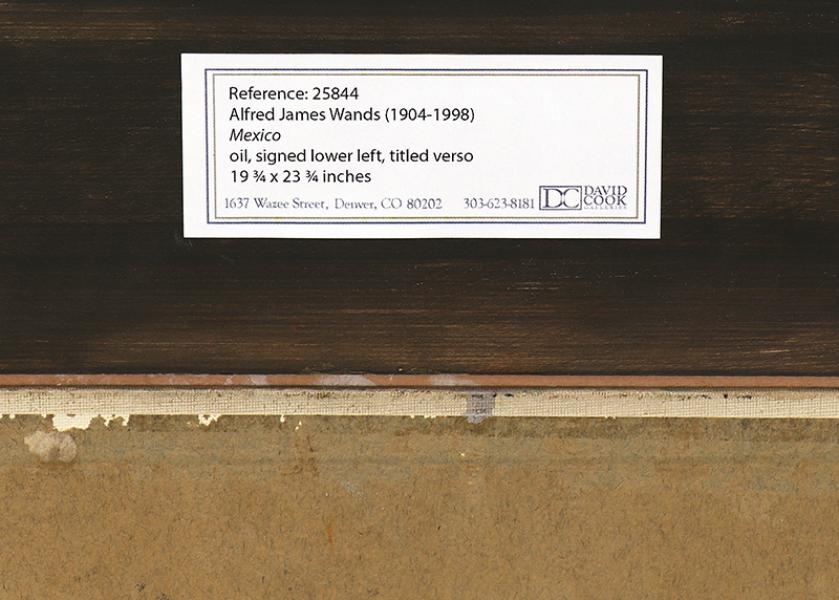 Reference: 25844
Alfred James Wands (1904-1998)
Mexico
oil, signed lower left, titled verso
19 ¾ x 23 ¾ inches
1637 Wazee Street, Denver, CO 80202 303-623-8181 DC DAVID COOK GALLERIES